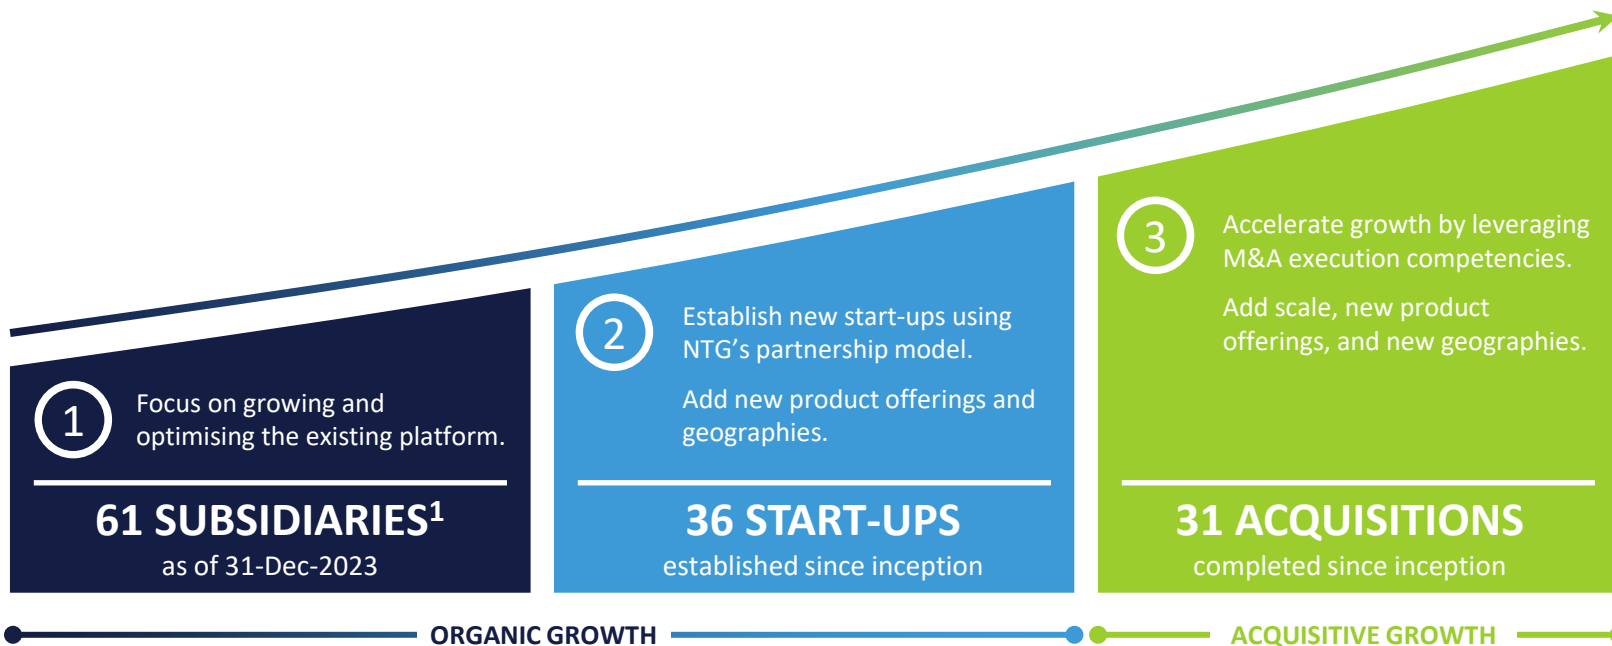 1
Focus on growing and
optimising the existing platform.
61 SUBSIDIARIES¹
as of 31-Dec-2023
2
Establish new start-ups using
NTG's partnership model.
Add new product offerings and
geographies.
36 START-UPS
established since inception
3
Accelerate growth by leveraging
M&A execution competencies.
Add scale, new product
offerings, and new geographies.
31 ACQUISITIONS
completed since inception
ORGANIC GROWTH
ACQUISITIVE GROWTH